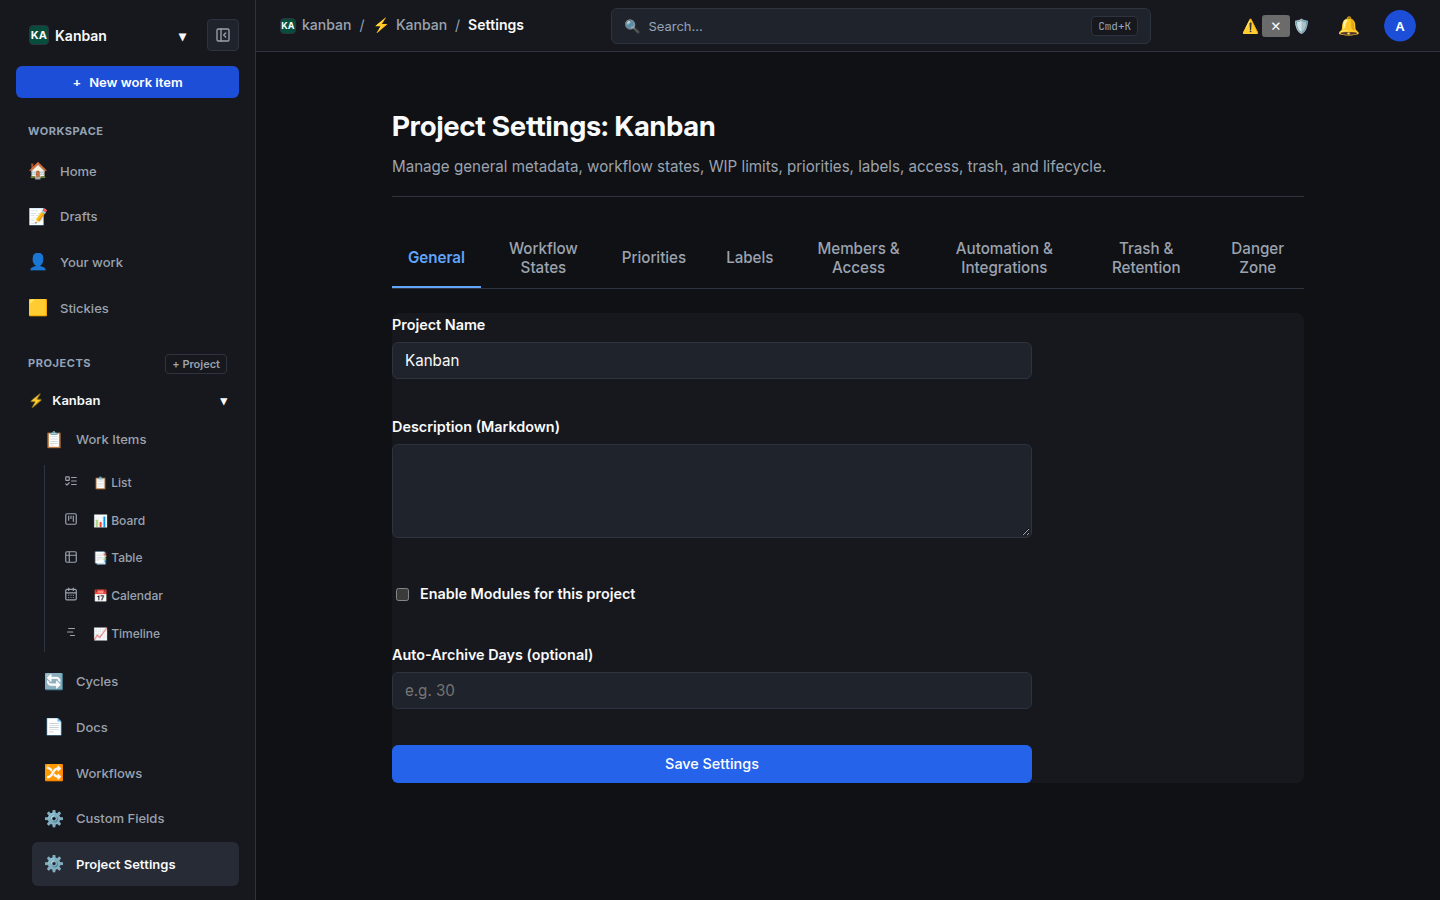 KA Kanban ▾
+ New work item
WORKSPACE
Home
Drafts
Your work
Stickies
PROJECTS
+ Project
Kanban ▾
Work Items
List
Board
Table
Calendar
Timeline
Cycles
Docs
Workflows
Custom Fields
Project Settings
KA kanban / Kanban / Settings
Search...
Cmd+K
A
Project Settings: Kanban
Manage general metadata, workflow states, WIP limits, priorities, labels, access, trash, and lifecycle.
General
Workflow
States
Priorities
Labels
Members &
Access
Automation &
Integrations
Trash &
Retention
Danger
Zone
Project Name
Kanban
Description (Markdown)
Enable Modules for this project
Auto-Archive Days (optional)
e.g. 30
Save Settings